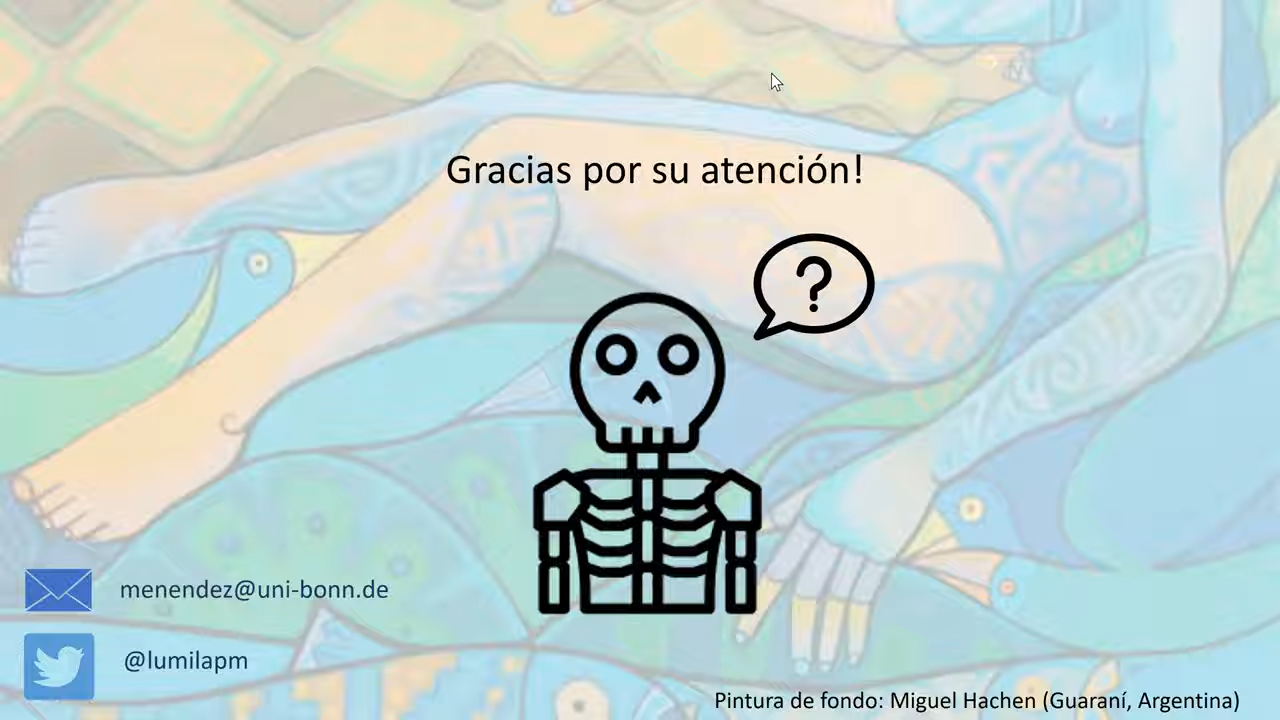 Gracias por su atención!
?
menendez@uni-bonn.de
@lumilapm
Pintura de fondo: Miguel Hachen (Guaraní, Argentina)